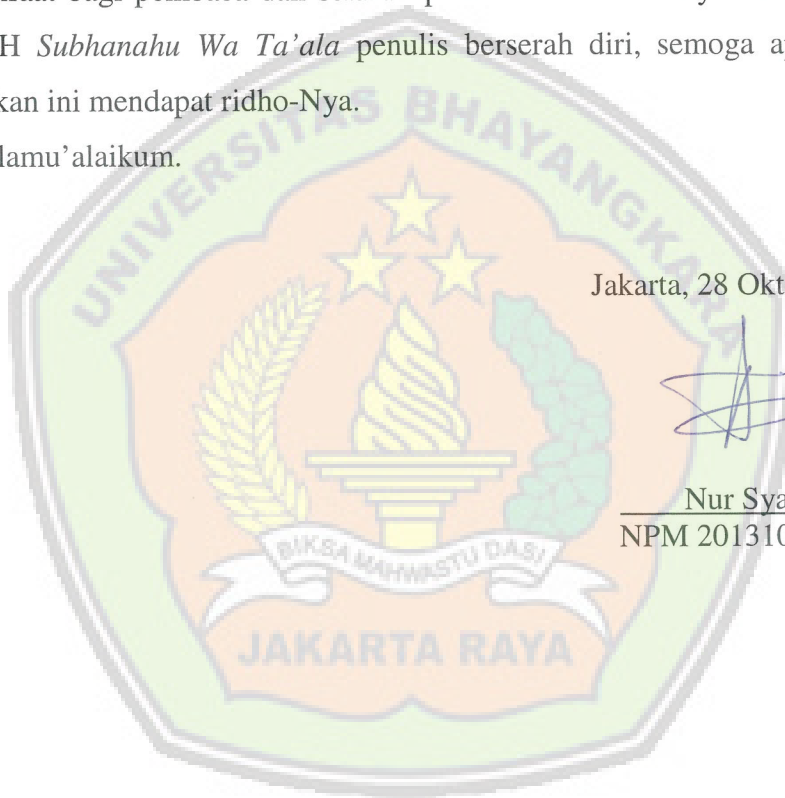 H Subhanahu Wa Ta’ala penulis berserah diri, semoga
kan ini mendapat ridho-Nya.
lamu’alaikum.
UNIVERSITAS BHAYANGKARA
Jakarta, 28 Okt
Nur Sya
NPM 201310
BIKSA MAHWASTU DASI
JAKARTA RAYA